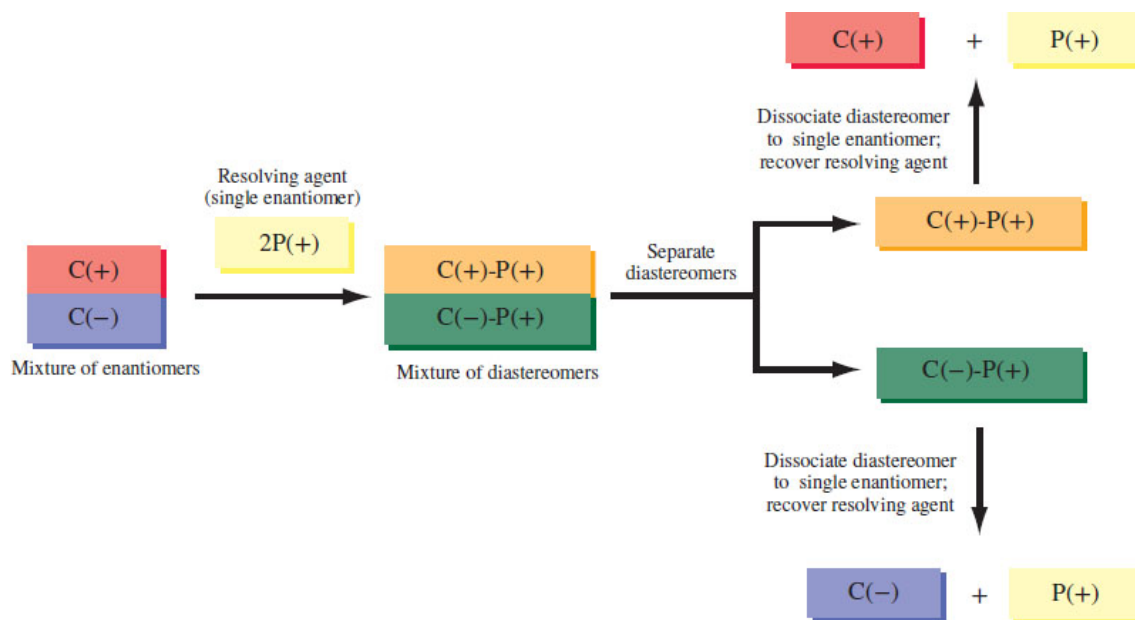 C(+) + P(+)
Dissociate diastereomer
to single enantiomer;
recover resolving agent
Resolving agent
(single enantiomer)
2P(+)
C(+)
C(−)
Mixture of enantiomers
C(+)-P(+)
C(−)-P(+)
Mixture of diastereomers
Separate
diastereomers
C(+)-P(+)
C(−)-P(+)
Dissociate diastereomer
to single enantiomer;
recover resolving agent
C(−) + P(+)